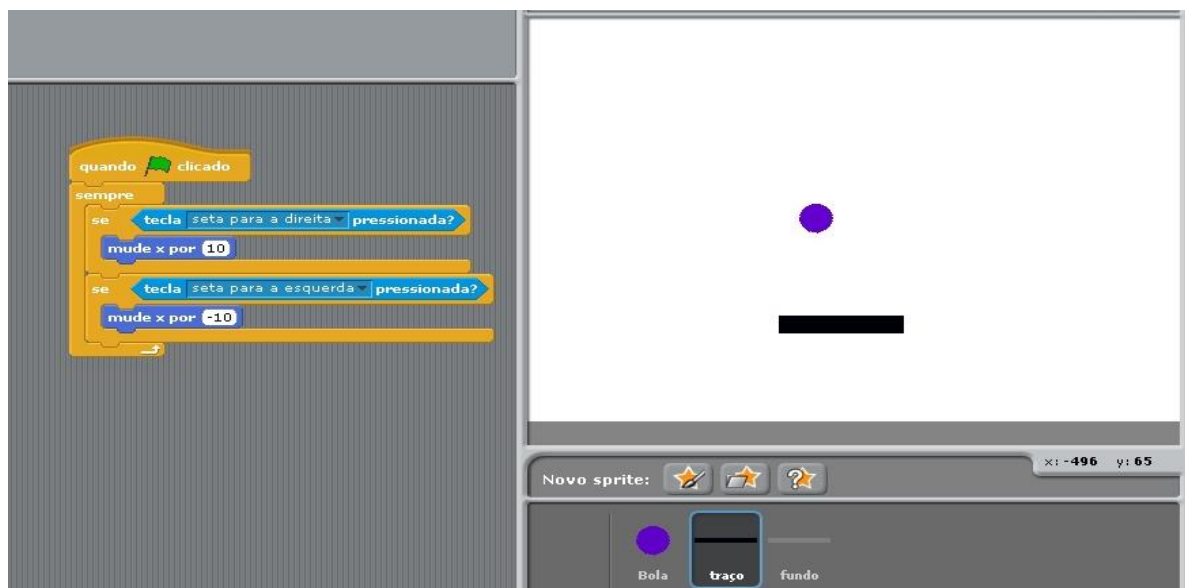 quando clicado
sempre
se tecla seta para a direita pressionada?
mude x por 10
se tecla seta para a esquerda pressionada?
mude x por -10
x: -496 y: 65
Novo sprite:
Bola traço fundo